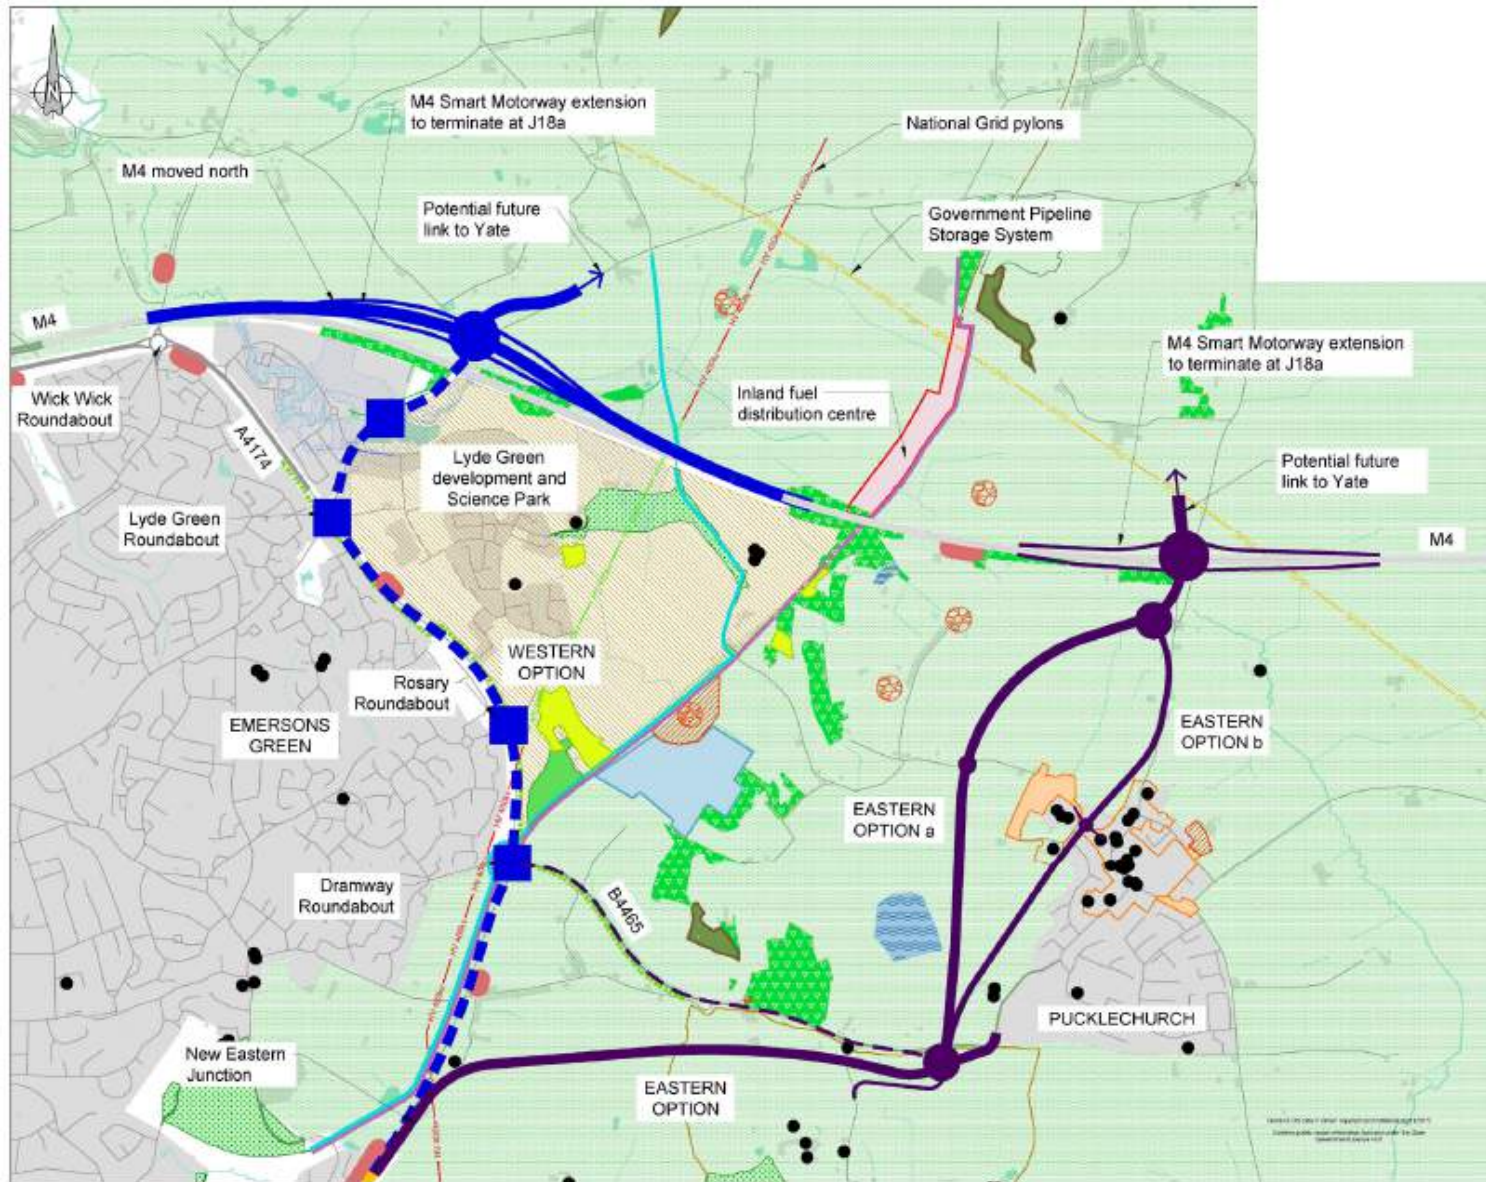 M4 Smart Motorway extension
to terminate at J18a
National Grid pylons
M4 moved north
Potential future
link to Yate
Government Pipeline
Storage System
M4
M4 Smart Motorway extension
to terminate at J18a
Wick Wick
Roundabout
Inland fuel
distribution centre
A4174
Lyde Green
development and
Science Park
Potential future
link to Yate
Lyde Green
Roundabout
M4
WESTERN
OPTION
Rosary
Roundabout
EMERSONS
GREEN
EASTERN
OPTION b
EASTERN
OPTION a
Dramway
Roundabout
B4465
PUCKLECHURCH
New Eastern
Junction
EASTERN
OPTION